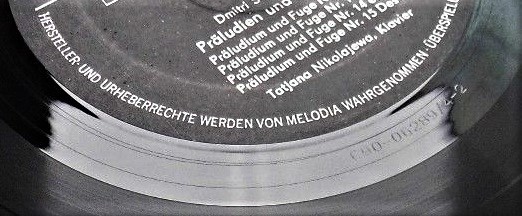 Dmitri
Präludien und
Präludium und Fuge
Präludium und Fuge Nr.
Präludium und Fuge Nr. 14
Präludium und Fuge Nr. 15 Des
Tatjana Nikolajewa, Klavier
HERSTELLER- UND URHEBERRECHTE WERDEN VON MELODIA WAHRGENOMMEN · ÜBERSPIEL